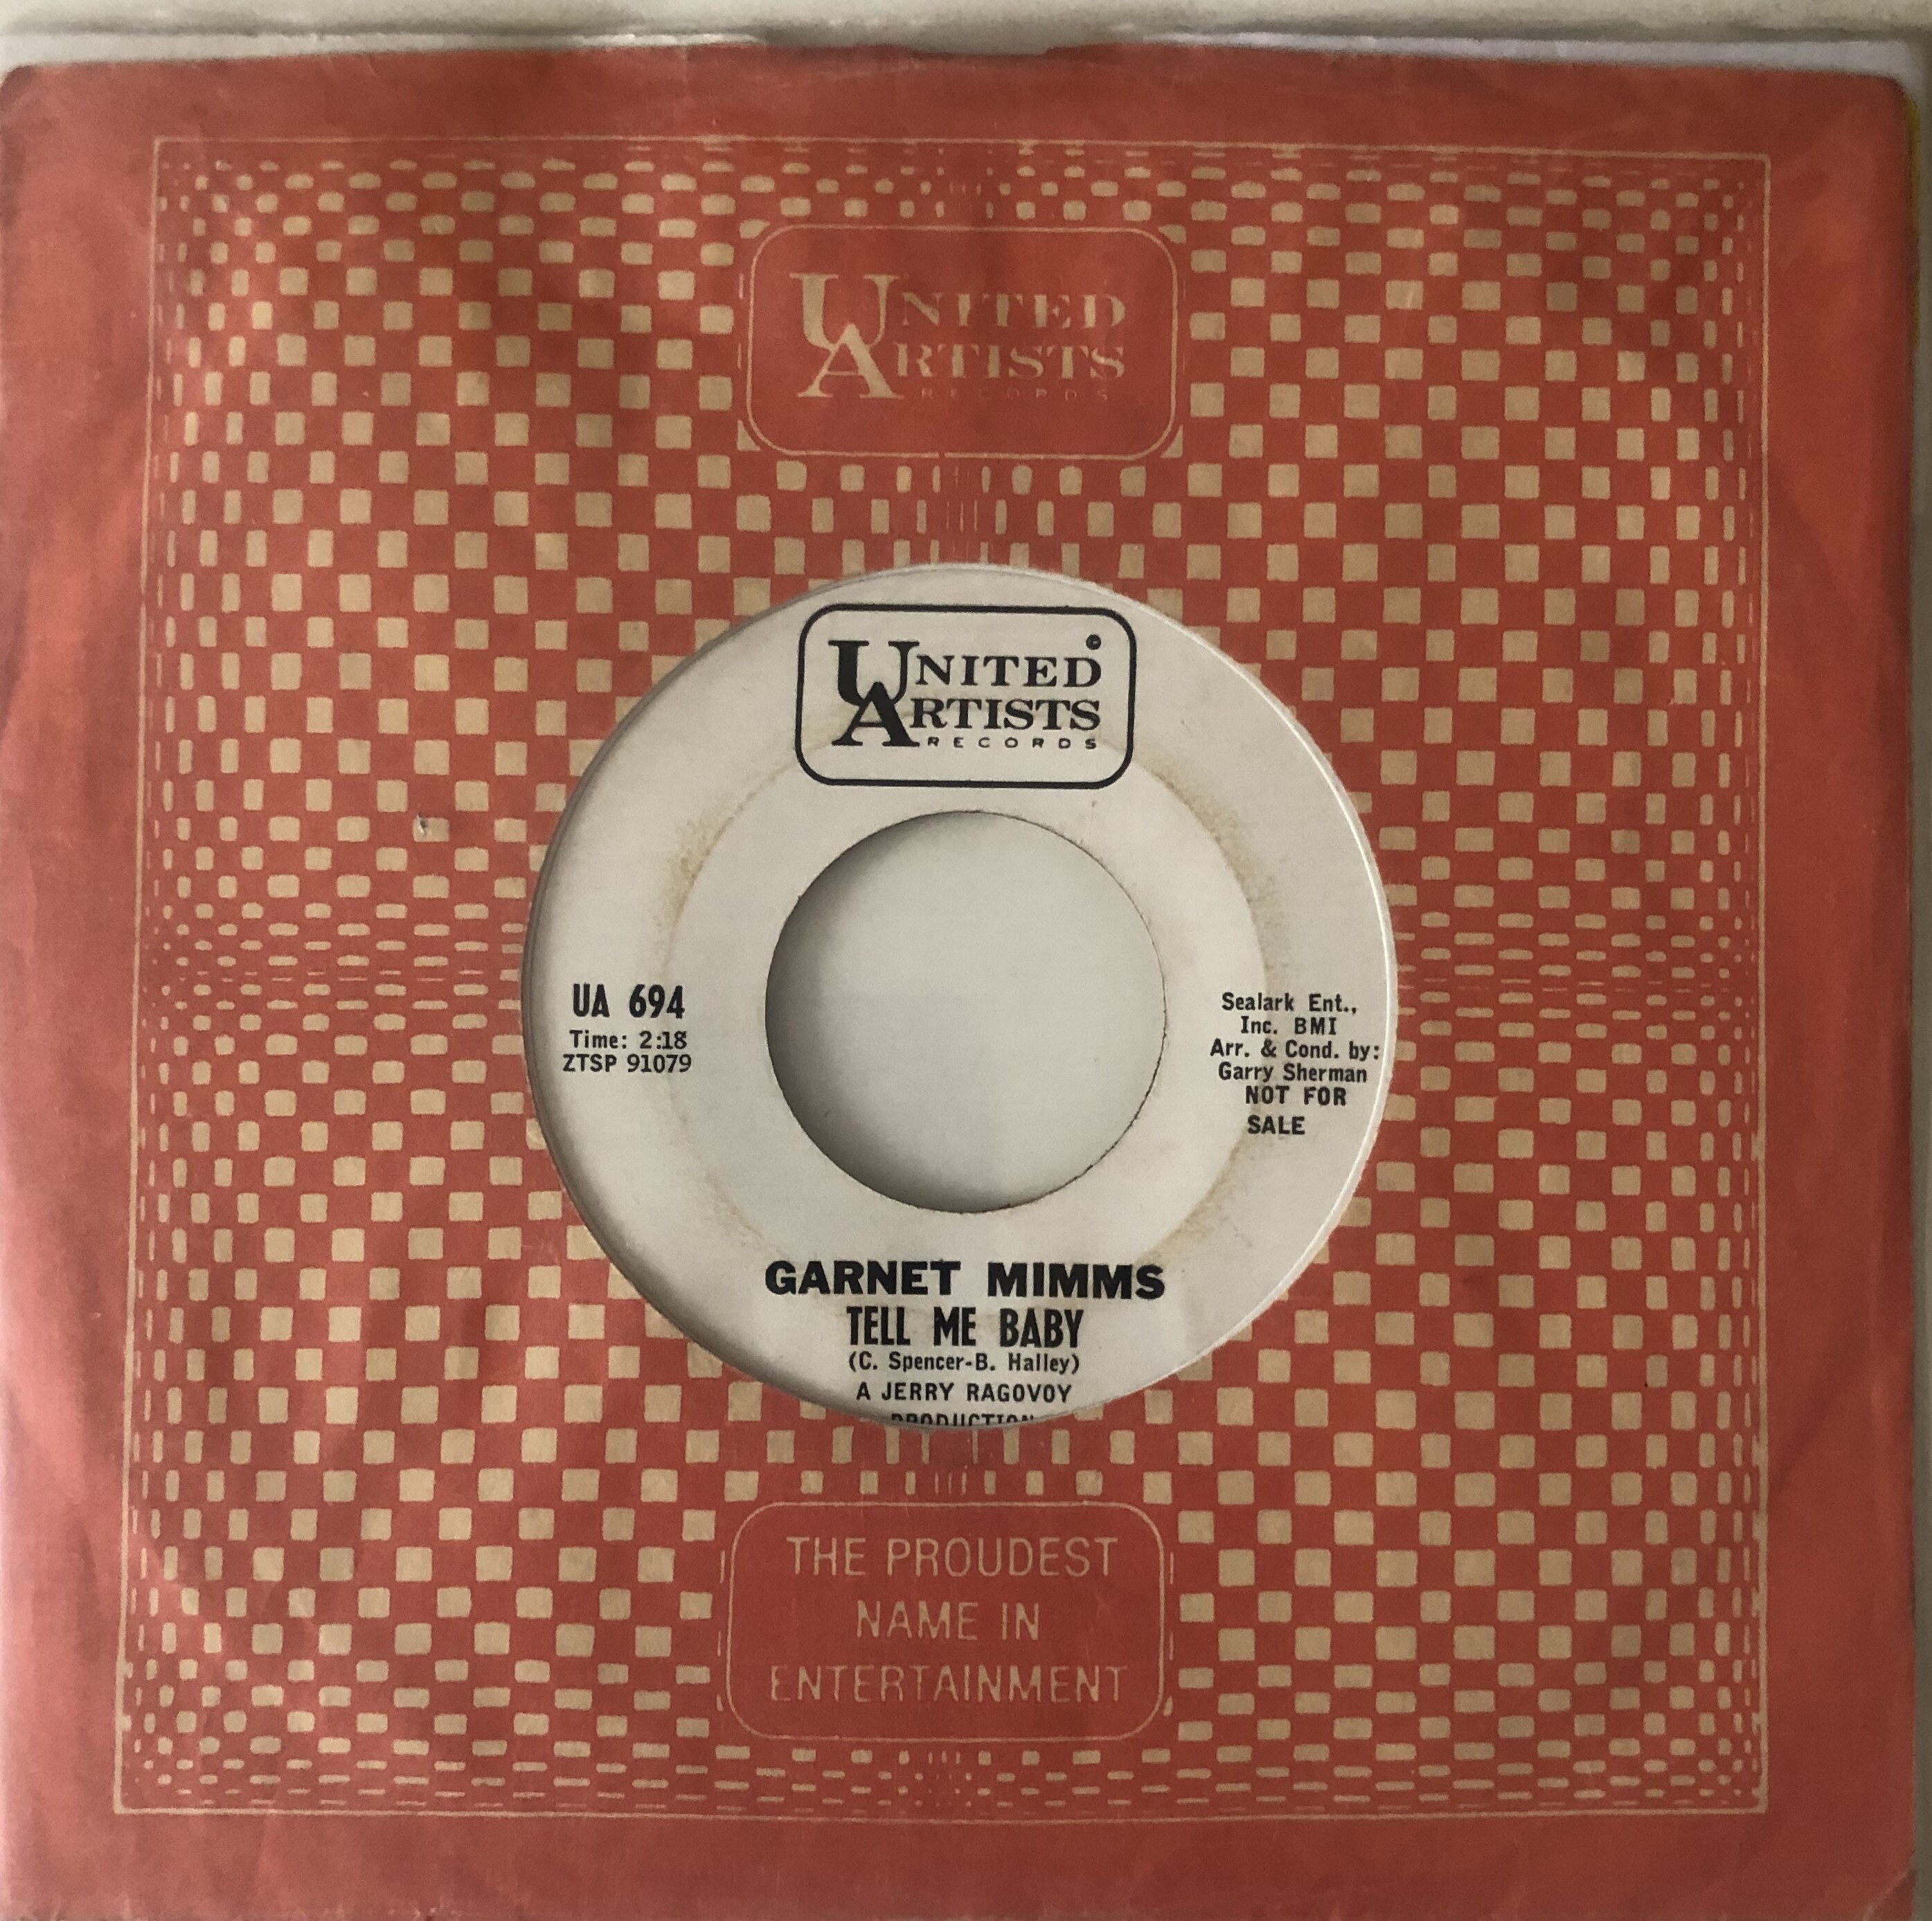 UNITED
ARTISTS
RECORDS
UNITED
ARTISTS
RECORDS
UA 694
Time: 2:18
ZTSP 91079
Sealark Ent.,
Inc. BMI
Arr. & Cond. by:
Garry Sherman
NOT FOR
SALE
GARNET MIMMS
TELL ME BABY
(C. Spencer-B. Halley)
A JERRY RAGOVOY
PRODUCTION
THE PROUDEST
NAME IN
ENTERTAINMENT